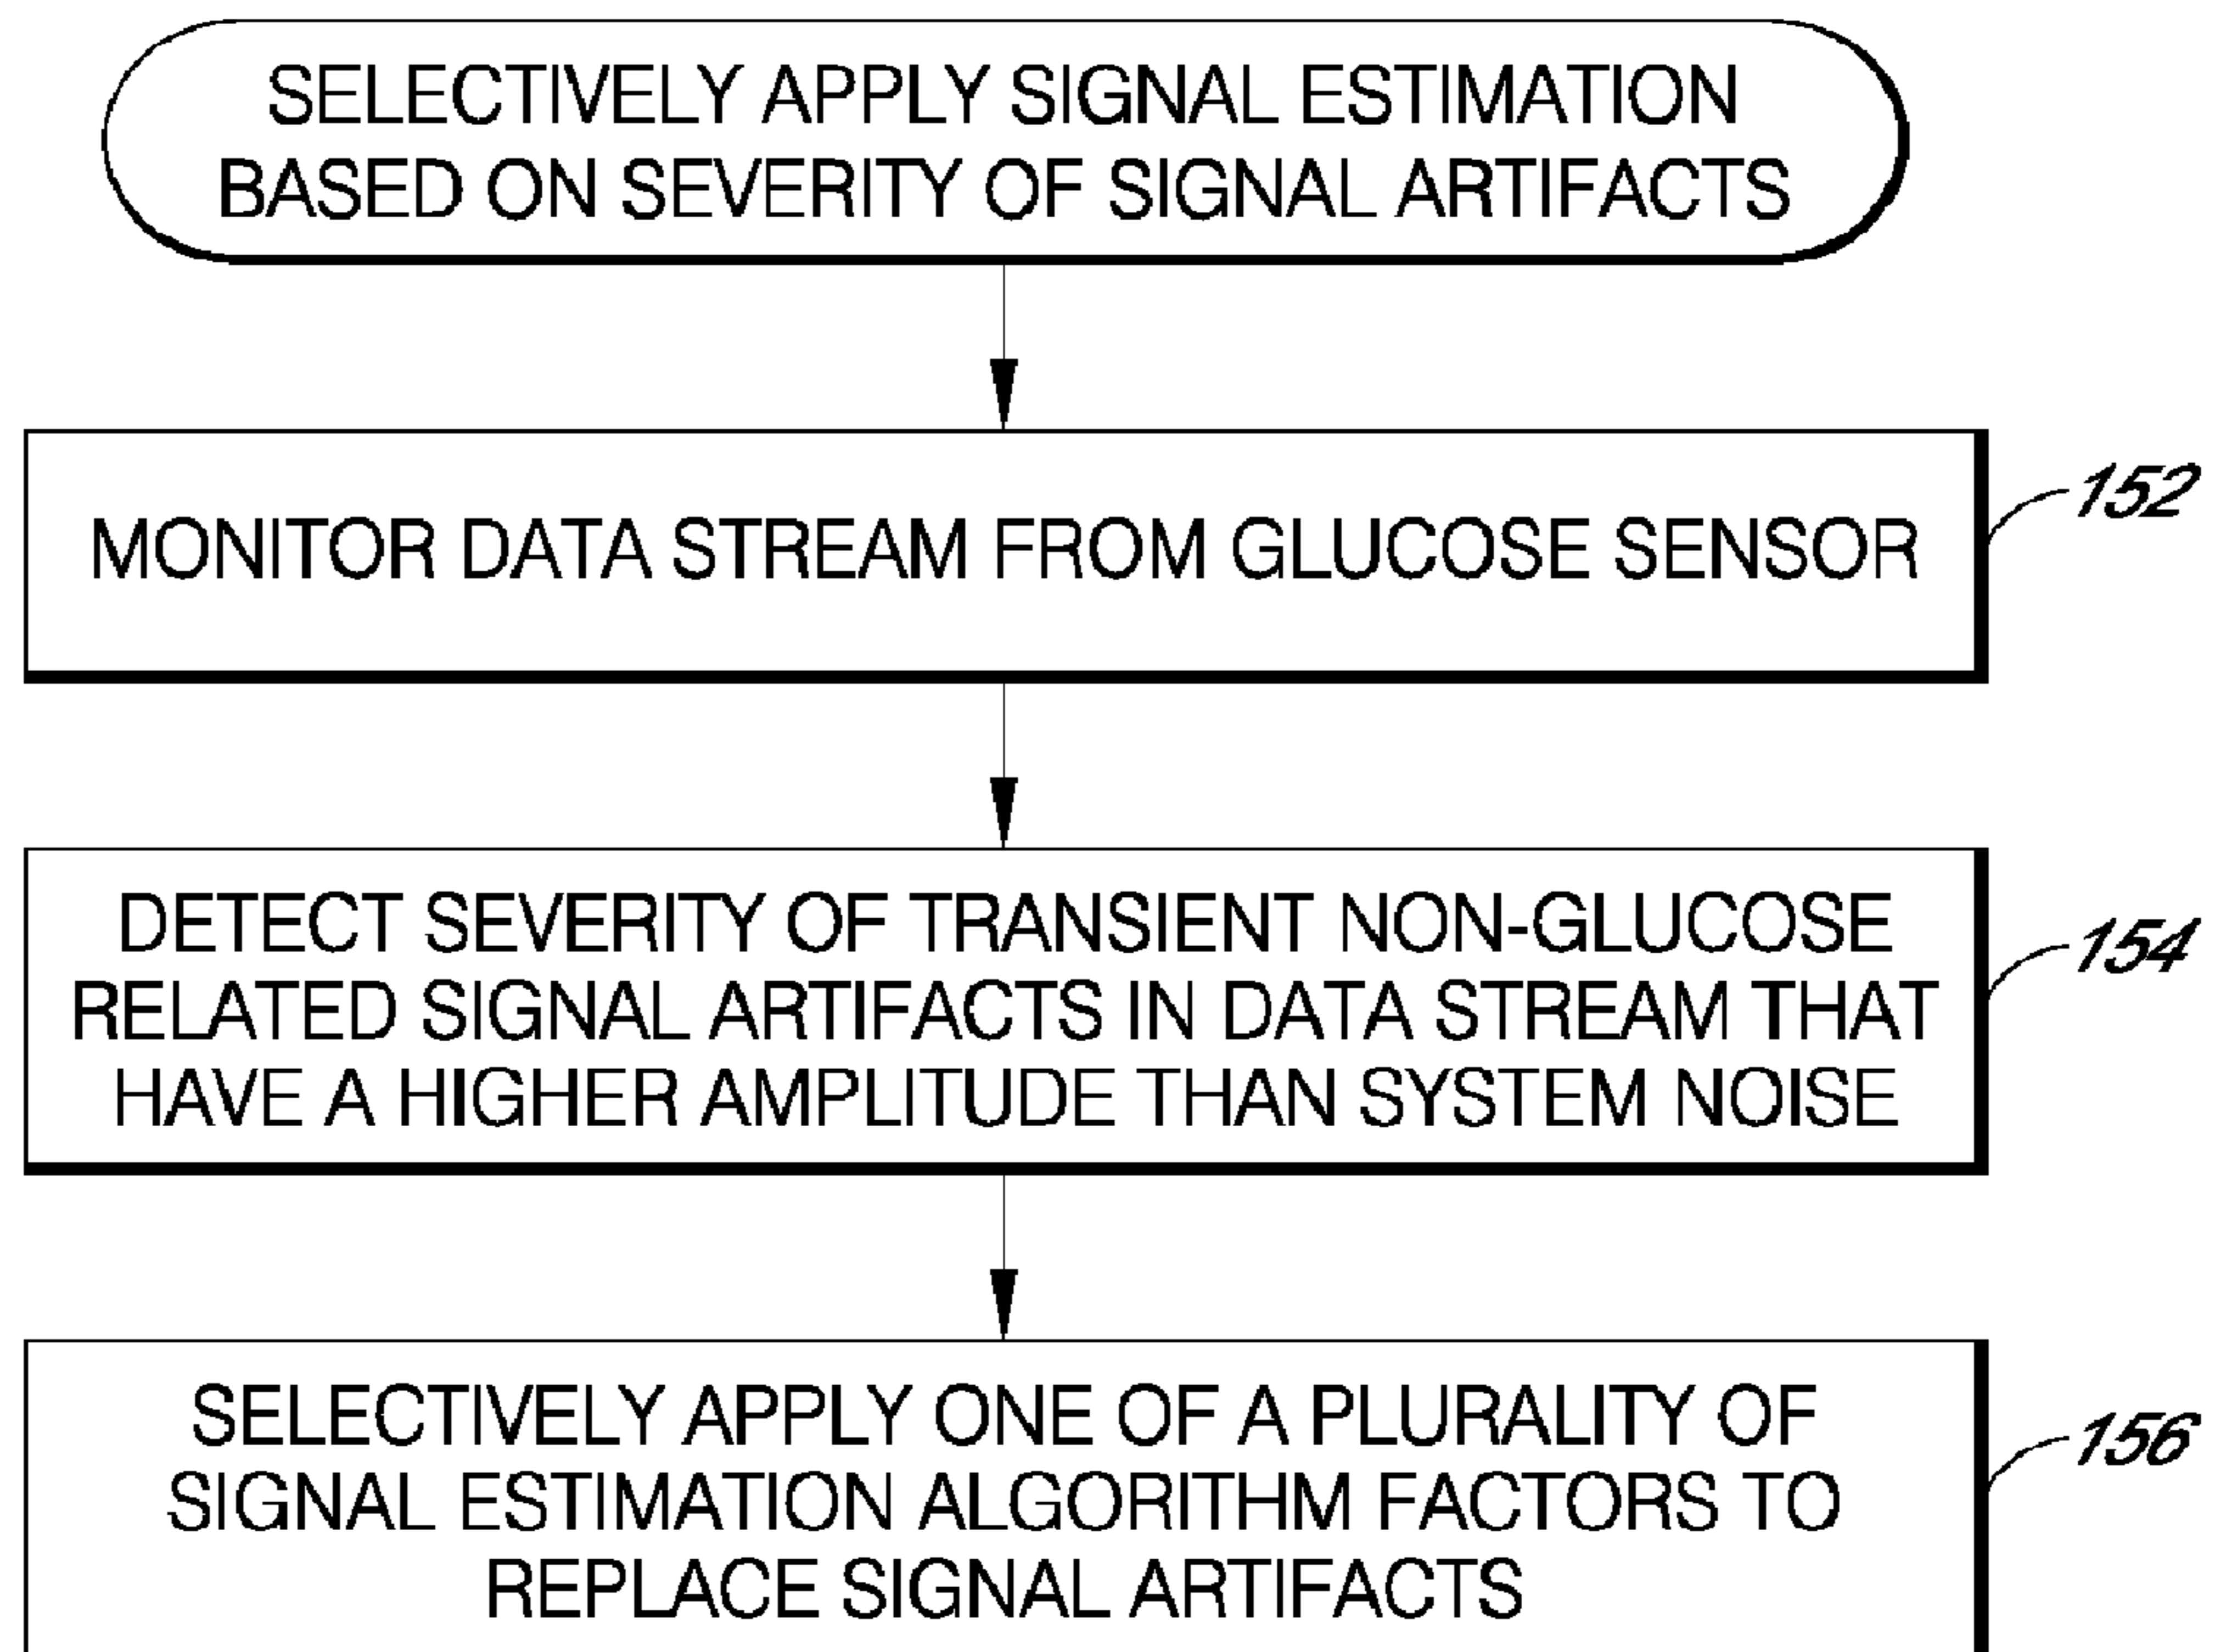 SELECTIVELY APPLY SIGNAL ESTIMATION
BASED ON SEVERITY OF SIGNAL ARTIFACTS
MONITOR DATA STREAM FROM GLUCOSE SENSOR
152
DETECT SEVERITY OF TRANSIENT NON-GLUCOSE
RELATED SIGNAL ARTIFACTS IN DATA STREAM THAT
HAVE A HIGHER AMPLITUDE THAN SYSTEM NOISE
154
SELECTIVELY APPLY ONE OF A PLURALITY OF
SIGNAL ESTIMATION ALGORITHM FACTORS TO
REPLACE SIGNAL ARTIFACTS
156